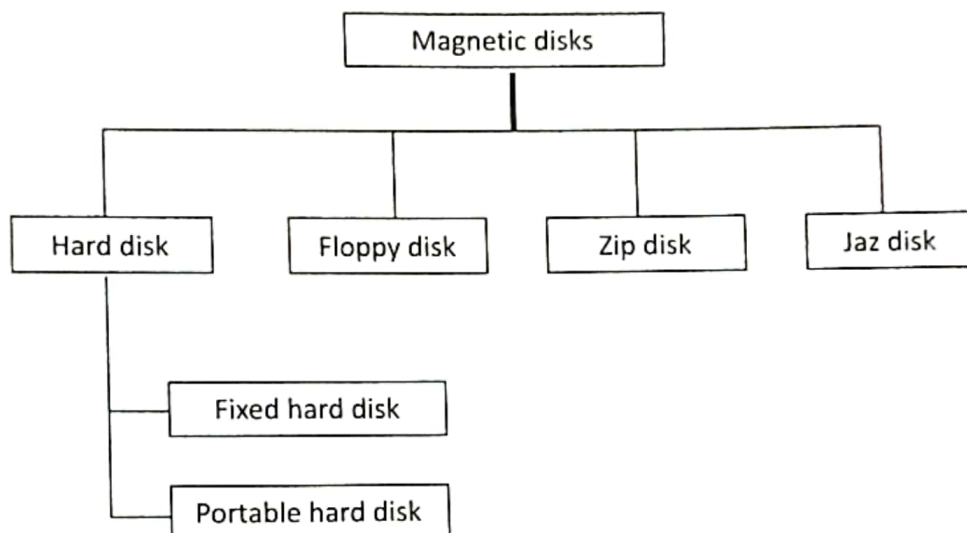 Magnetic disks
Hard disk
Floppy disk
Zip disk
Jaz disk
Fixed hard disk
Portable hard disk